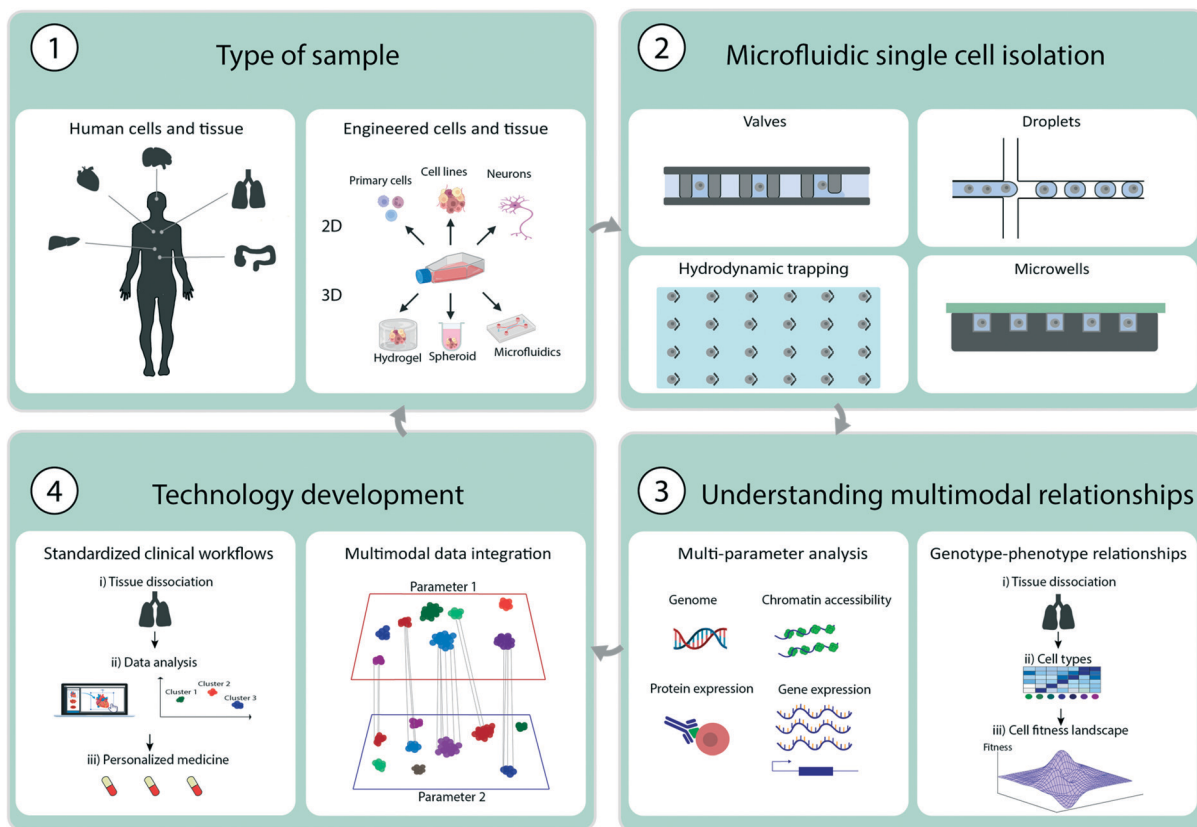 1
Type of sample
Human cells and tissue
Engineered cells and tissue
Primary cells
Cell lines
Neurons
2D
3D
Hydrogel
Spheroid
Microfluidics
2
Microfluidic single cell isolation
Valves
Droplets
Hydrodynamic trapping
Microwells
4
Technology development
Standardized clinical workflows
i) Tissue dissociation
ii) Data analysis
Cluster 1
Cluster 2
Cluster 3
iii) Personalized medicine
Multimodal data integration
Parameter 1
Parameter 2
3
Understanding multimodal relationships
Multi-parameter analysis
Genome
Chromatin accessibility
Protein expression
Gene expression
Genotype-phenotype relationships
i) Tissue dissociation
ii) Cell types
iii) Cell fitness landscape
Fitness